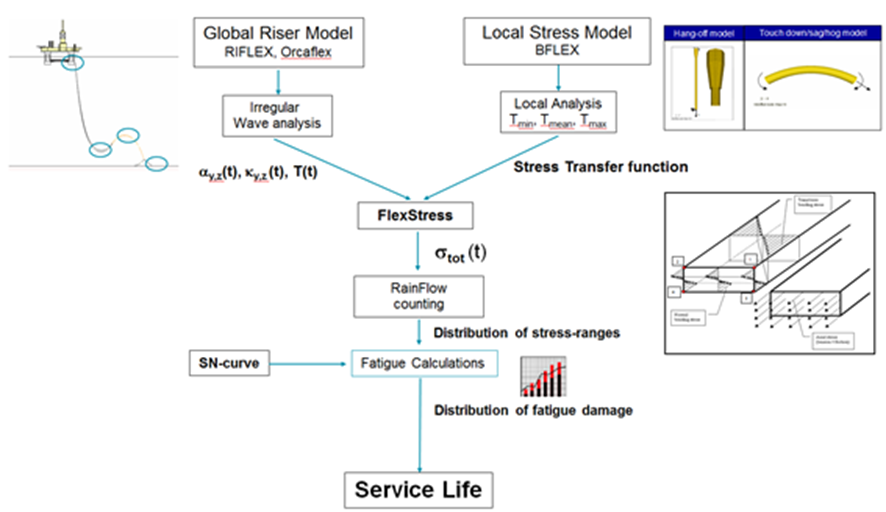 Global Riser Model
RIFLEX, Orcaflex
Local Stress Model
BFLEX
Hang-off model
Touch down/sag/hog model
Irregular
Wave analysis
Local Analysis
Tmin, Tmean, Tmax
αy,z(t), κy,z(t), T(t)
Stress Transfer function
FlexStress
σtot (t)
RainFlow
counting
Distribution of stress-ranges
SN-curve
Fatigue Calculations
Distribution of fatigue damage
Service Life